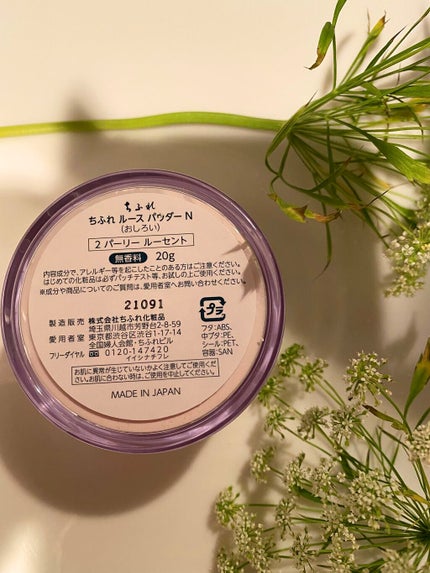 ちふれ
ちふれ ルース パウダー N
(おしろい)
2 パーリー ルーセント
無香料 20g
内容成分で、アレルギー等を起こしたことのある方はご注意ください。
はじめての化粧品は必ずパッチテスト等、お試しの上ご使用ください。
※成分や商品についてのご質問は、愛用者室へお問い合わせください。
21091
製造販売 株式会社ちふれ化粧品
埼玉県川越市芳野台2-8-59
愛用者室 東京都渋谷区渋谷1-17-14
全国婦人会館・ちふれビル
フリーダイヤル 0120-147420
イイシナチフレ
プラ
フタ:ABS、
中ブタ:PE、
シール:PET、
容器:SAN
お肌に異常が生じていないかよく注意してご使用く
ださい。お肌に合わない時は、ご使用を中止してください。
MADE IN JAPAN